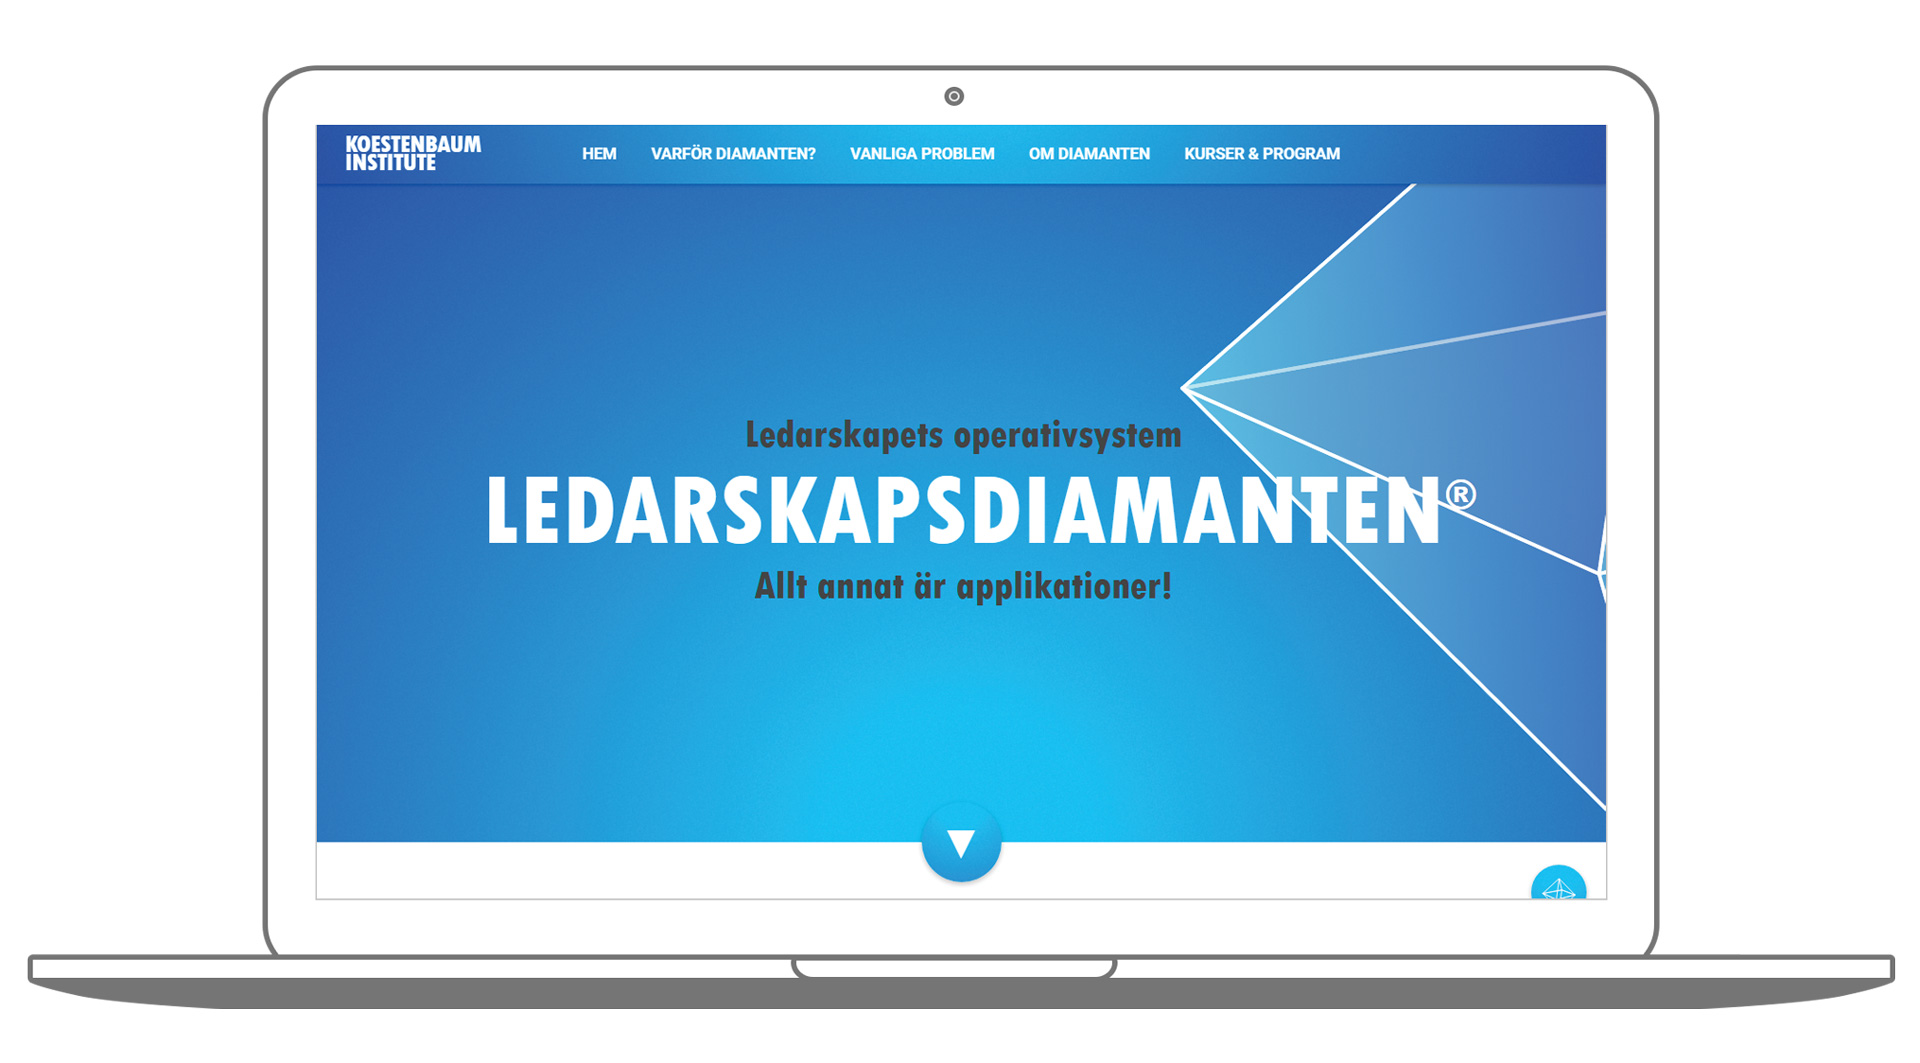 KOESTENBAUM
INSTITUTE
HEM VARFÖR DIAMANTEN? VANLIGA PROBLEM OM DIAMANTEN KURSER & PROGRAM
Ledarskapets operativsystem
LEDARSKAPSDIAMANTEN®
Allt annat är applikationer!